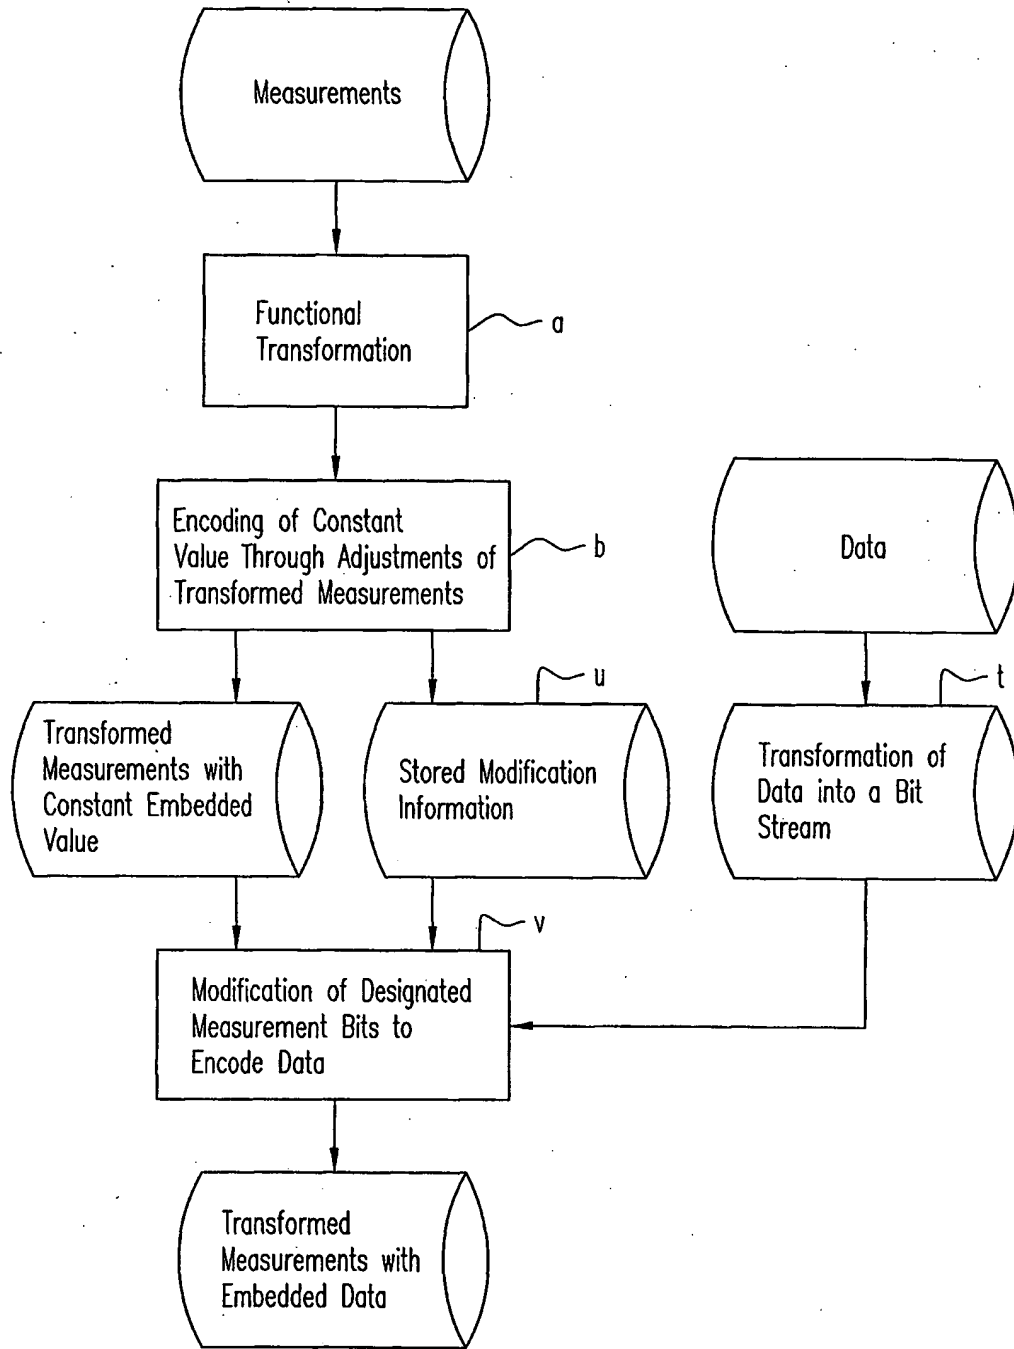 Measurements
Functional
Transformation
a
Encoding of Constant
Value Through Adjustments of
Transformed Measurements
b
Data
u
t
Transformed
Measurements with
Constant Embedded
Value
Stored Modification
Information
Transformation of
Data into a Bit
Stream
v
Modification of Designated
Measurement Bits to
Encode Data
Transformed
Measurements with
Embedded Data